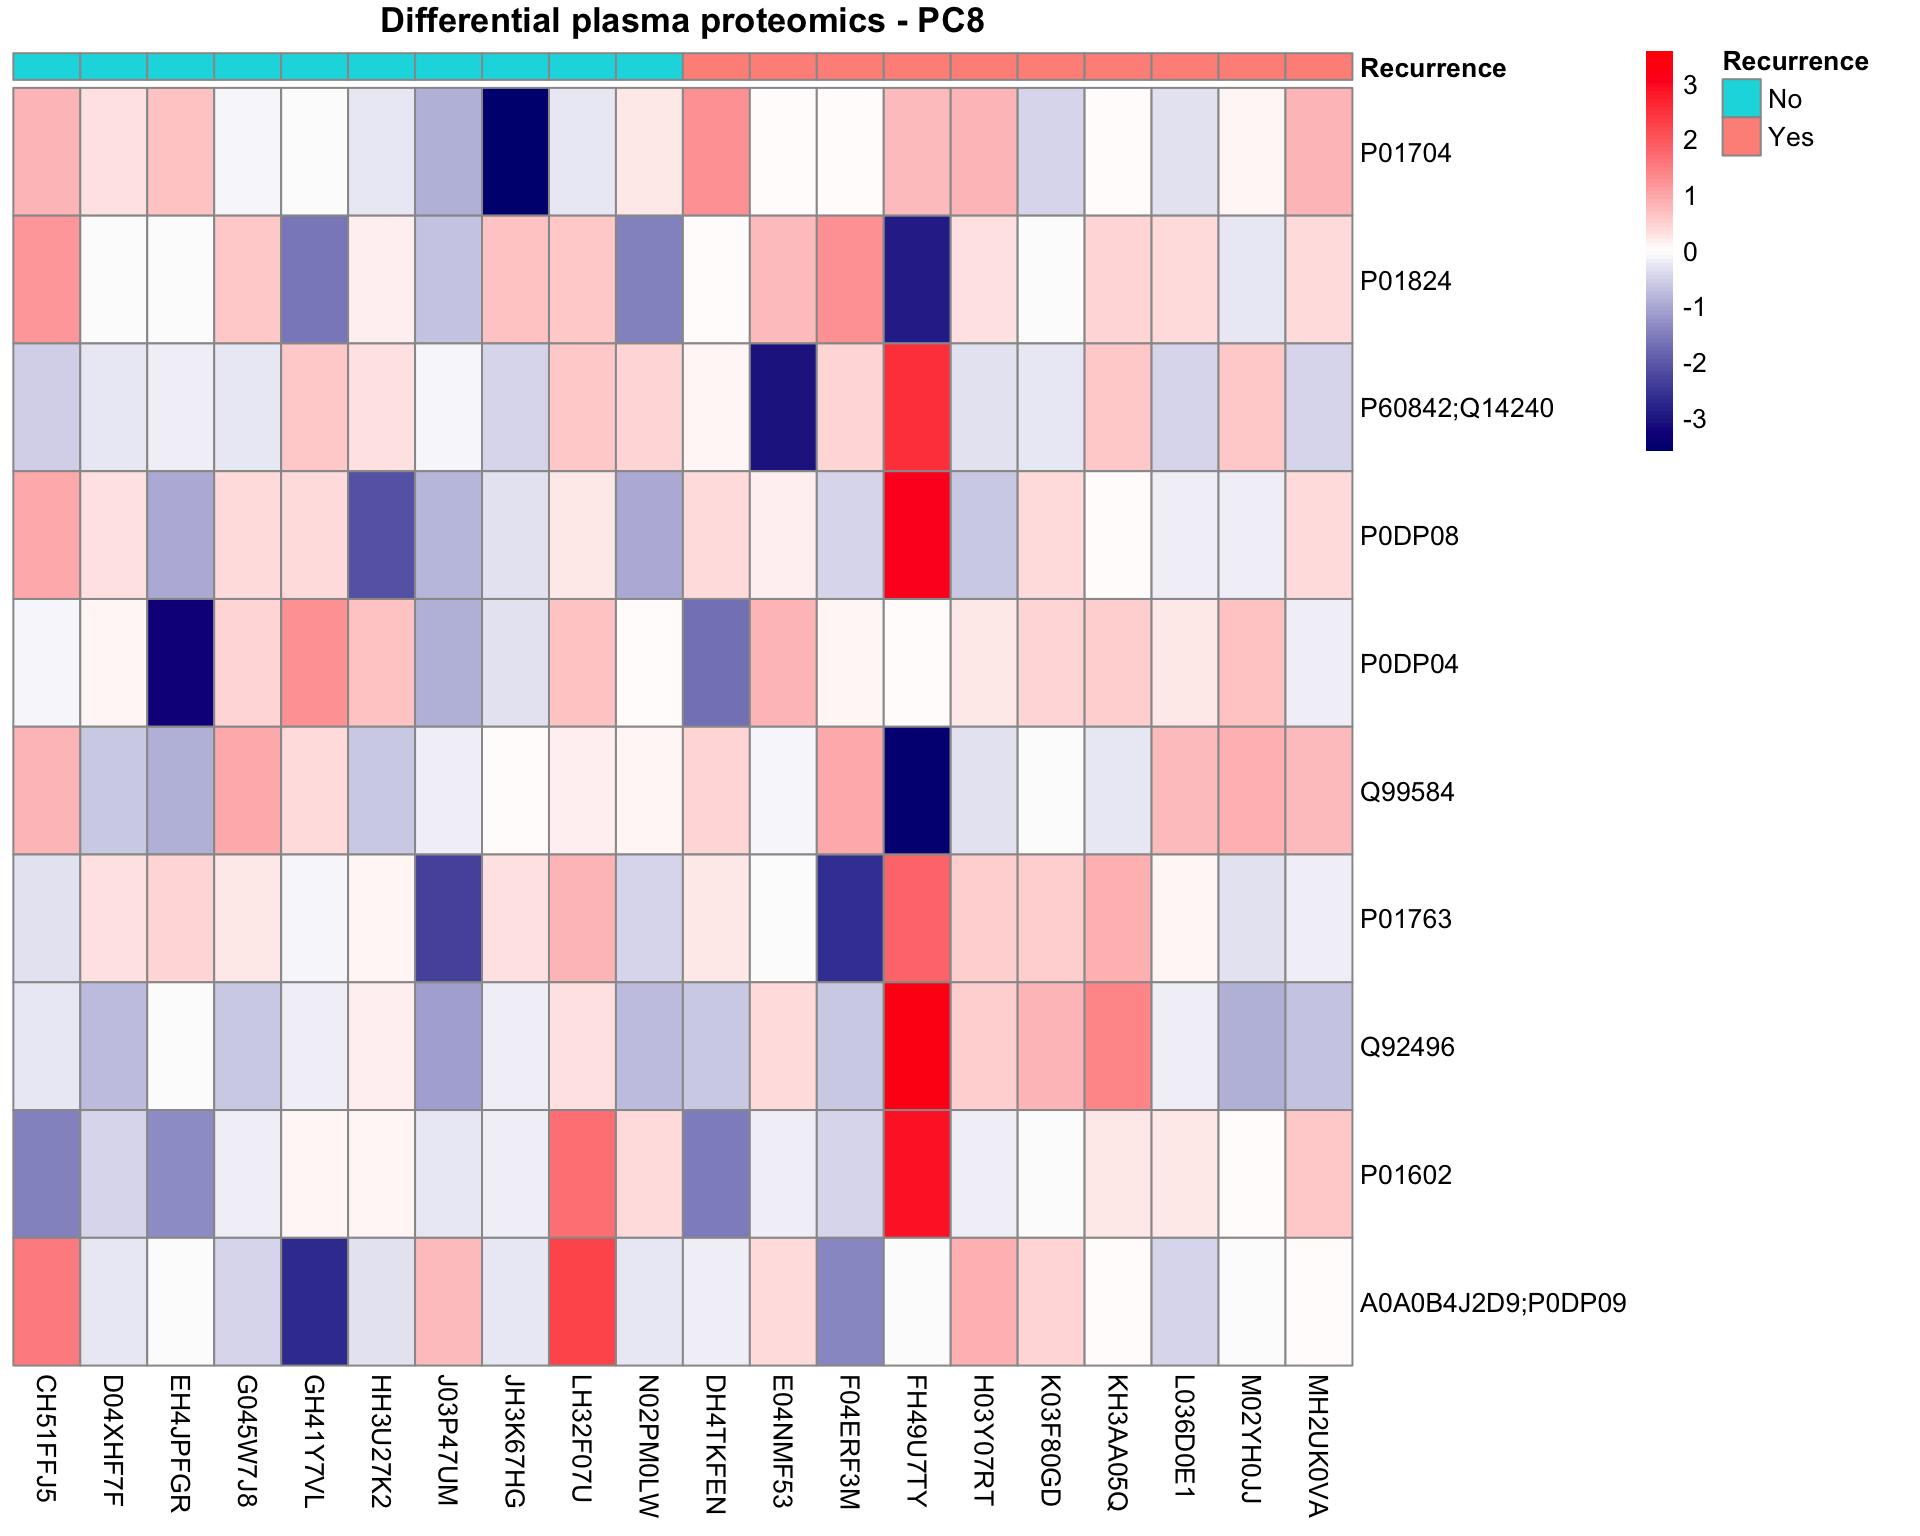 Differential plasma proteomics - PC8
Recurrence
P01704
P01824
P60842;Q14240
P0DP08
P0DP04
Q99584
P01763
Q92496
P01602
A0A0B4J2D9;P0DP09
CH51FFJ5
D04XHF7F
EH4JPFGR
G045W7J8
GH41Y7VL
HH3U27K2
J03P47UM
JH3K67HG
LH32F07U
N02PM0LW
DH4TKFEN
E04NMF53
F04ERF3M
FH49U7TY
H03Y07RT
K03F80GD
KH3AA05Q
L036D0E1
M02YH0JJ
MH2UK0VA
3
2
1
0
-1
-2
-3
Recurrence
No
Yes